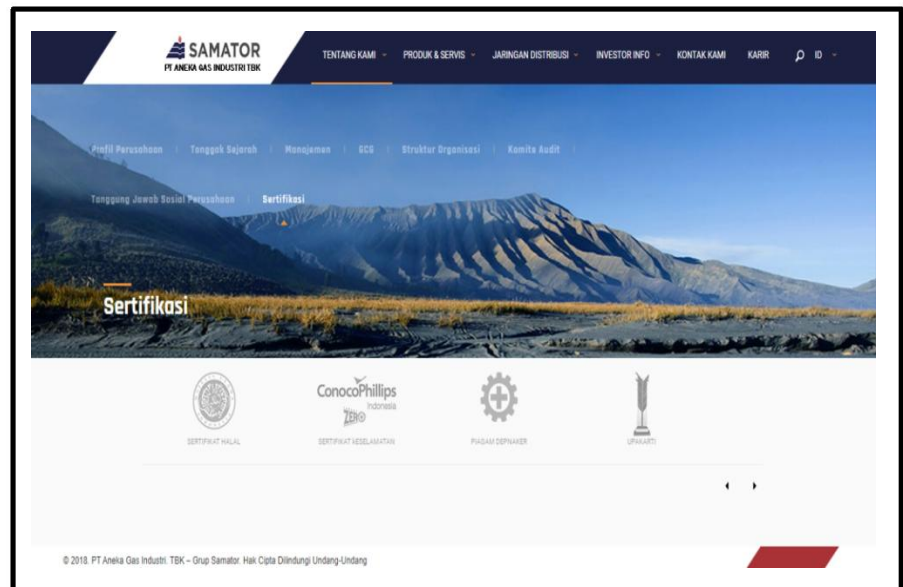 SAMATOR
PT ANEKA GAS INDUSTRI TBK
TENTANG KAMI PRODUK & SERVIS JARINGAN DISTRIBUSI INVESTOR INFO KONTAK KAMI KARIR ID
Profil Perusahaan | Tonggak Sejarah | Manajemen | GCG | Struktur Organisasi | Komite Audit |
Tanggung Jawab Sosial Perusahaan | Sertifikasi
Sertifikasi
ConocoPhillips
Indonesia
ZERO
SERTIFIKAT HALAL SERTIFIKAT KESELAMATAN PIAGAM DEPNAKER UPAKARTI
© 2018. PT Aneka Gas Industri. TBK – Grup Samator. Hak Cipta Dilindungi Undang-Undang